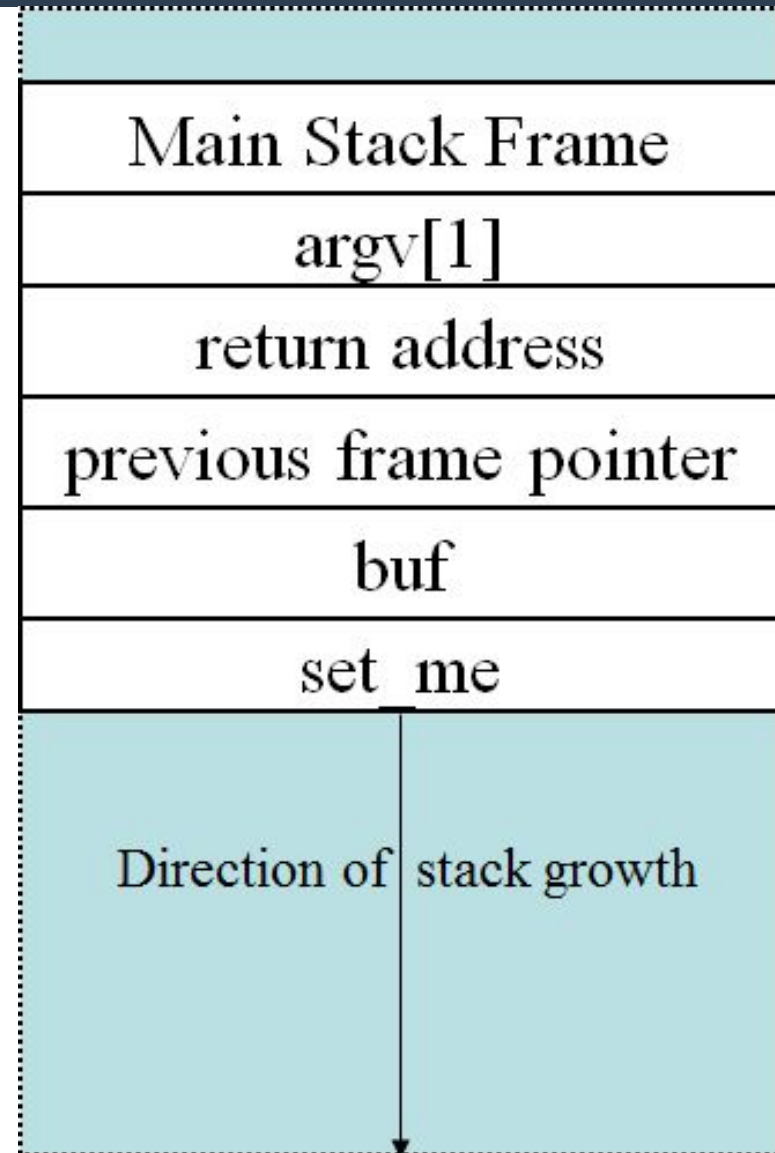 Main Stack Frame
argv[1]
return address
previous frame pointer
buf
set_me
Direction of stack growth